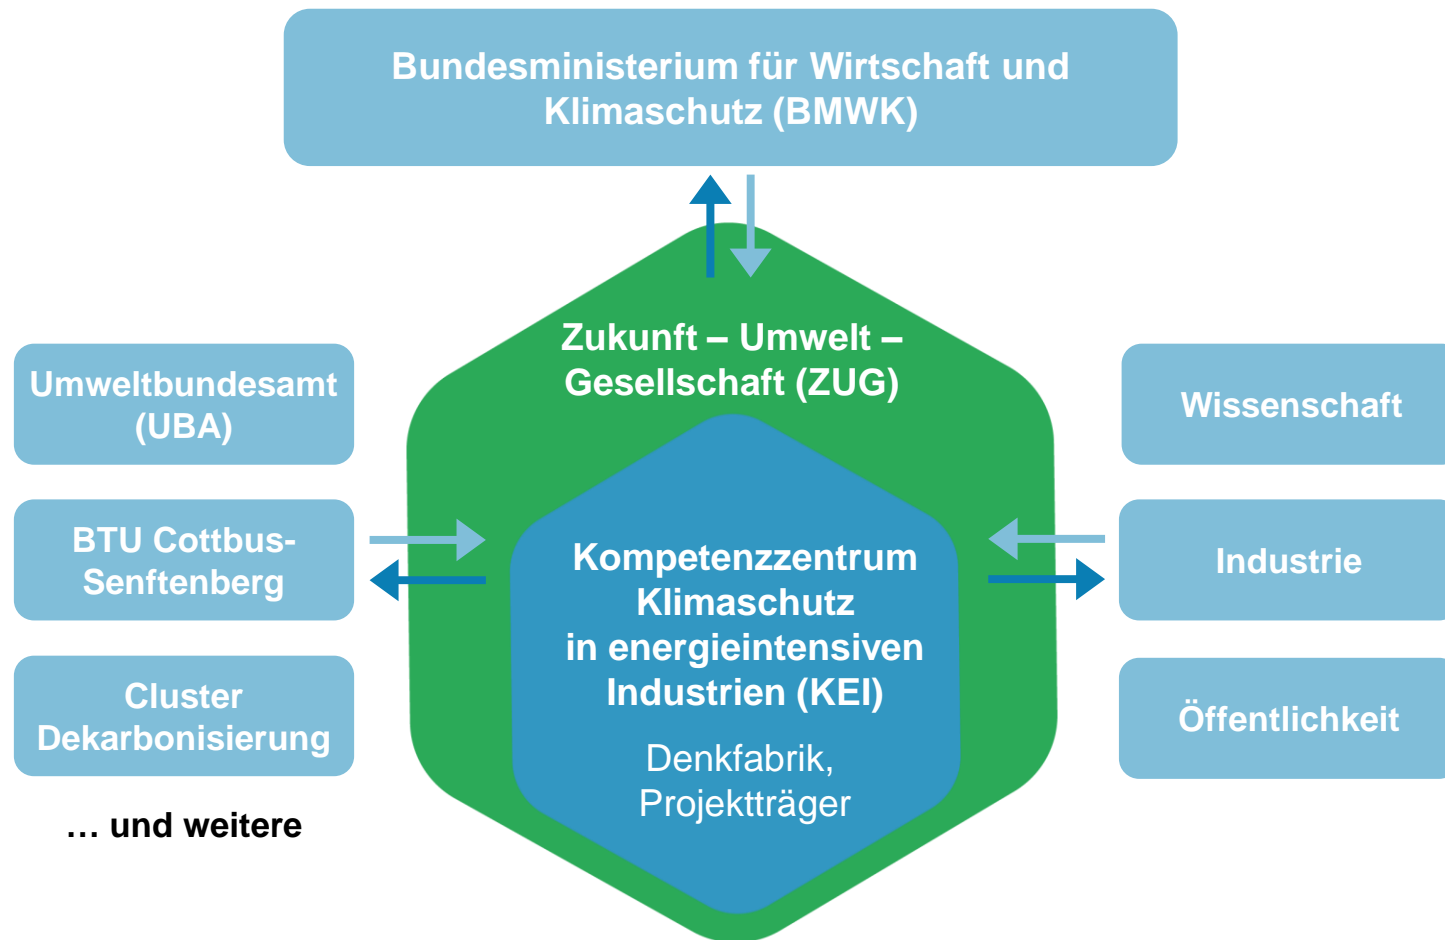 Bundesministerium für Wirtschaft und
Klimaschutz (BMWK)
Zukunft – Umwelt –
Gesellschaft (ZUG)
Umweltbundesamt
(UBA)
BTU Cottbus-
Senftenberg
Cluster
Dekarbonisierung
... und weitere
Kompetenzzentrum
Klimaschutz
in energieintensiven
Industrien (KEI)
Denkfabrik,
Projektträger
Wissenschaft
Industrie
Öffentlichkeit